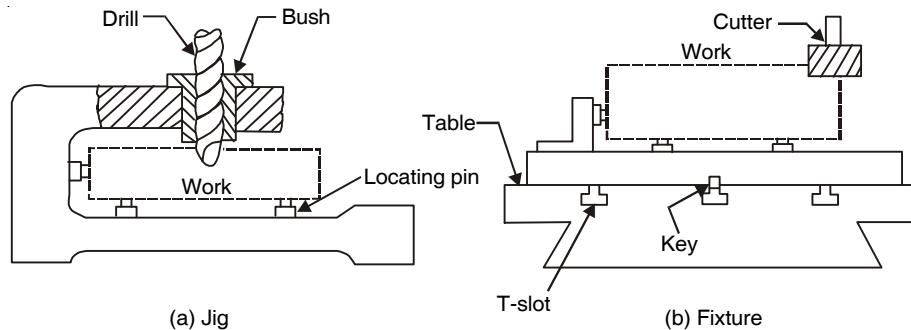 Drill
Bush
Work
Locating pin
(a) Jig
Cutter
Work
Table
Key
T-slot
(b) Fixture